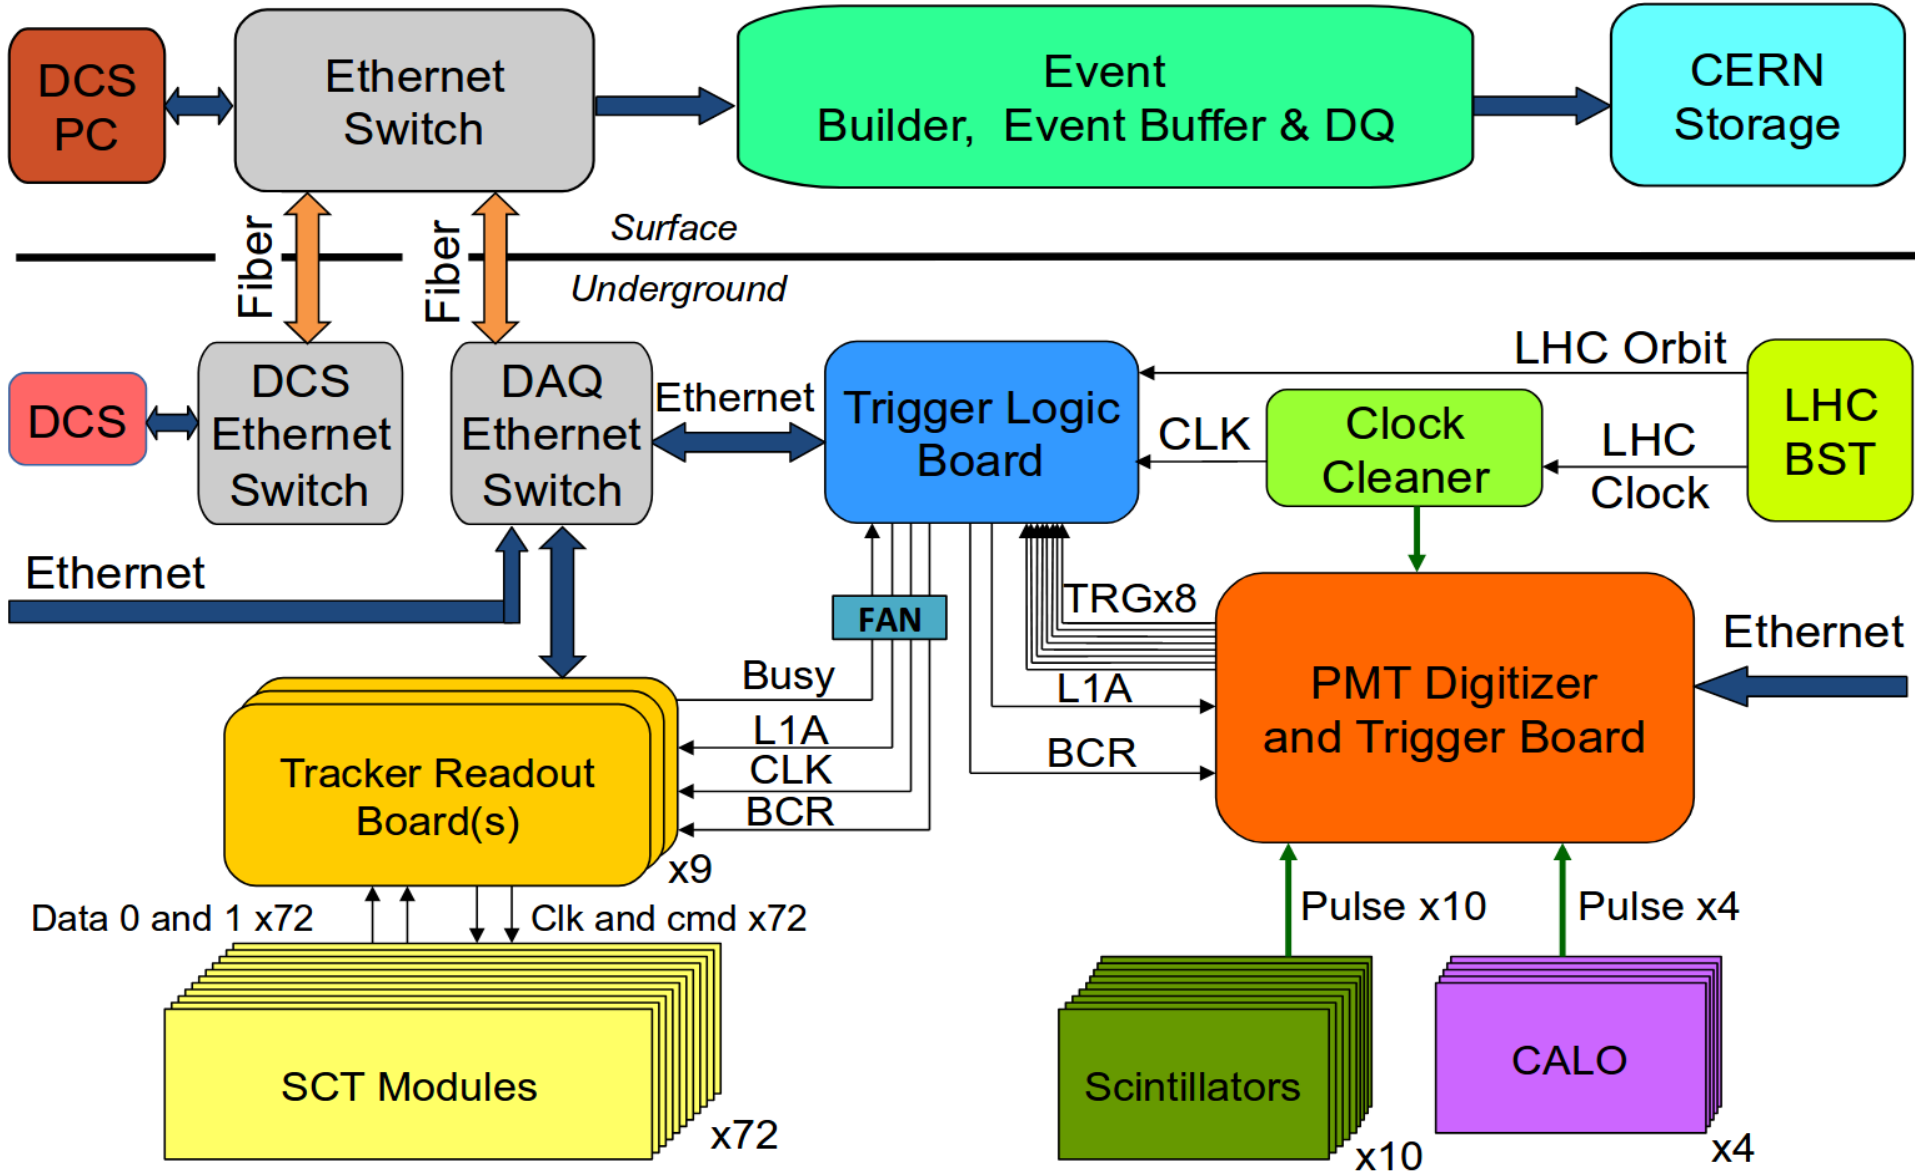 DCS
PC
Ethernet
Switch
Event
Builder, Event Buffer & DQ
CERN
Storage
Fiber
Fiber
Surface
Underground
DCS
DCS
Ethernet
Switch
DAQ
Ethernet
Switch
Ethernet
Trigger Logic
Board
LHC Orbit
CLK
Clock
Cleaner
LHC
Clock
LHC
BST
Ethernet
FAN
TRGx8
L1A
BCR
PMT Digitizer
and Trigger Board
Ethernet
Busy
L1A
CLK
BCR
Tracker Readout
Board(s)
x9
Data 0 and 1 x72
Clk and cmd x72
Pulse x10
Pulse x4
SCT Modules
x72
Scintillators
x10
CALO
x4